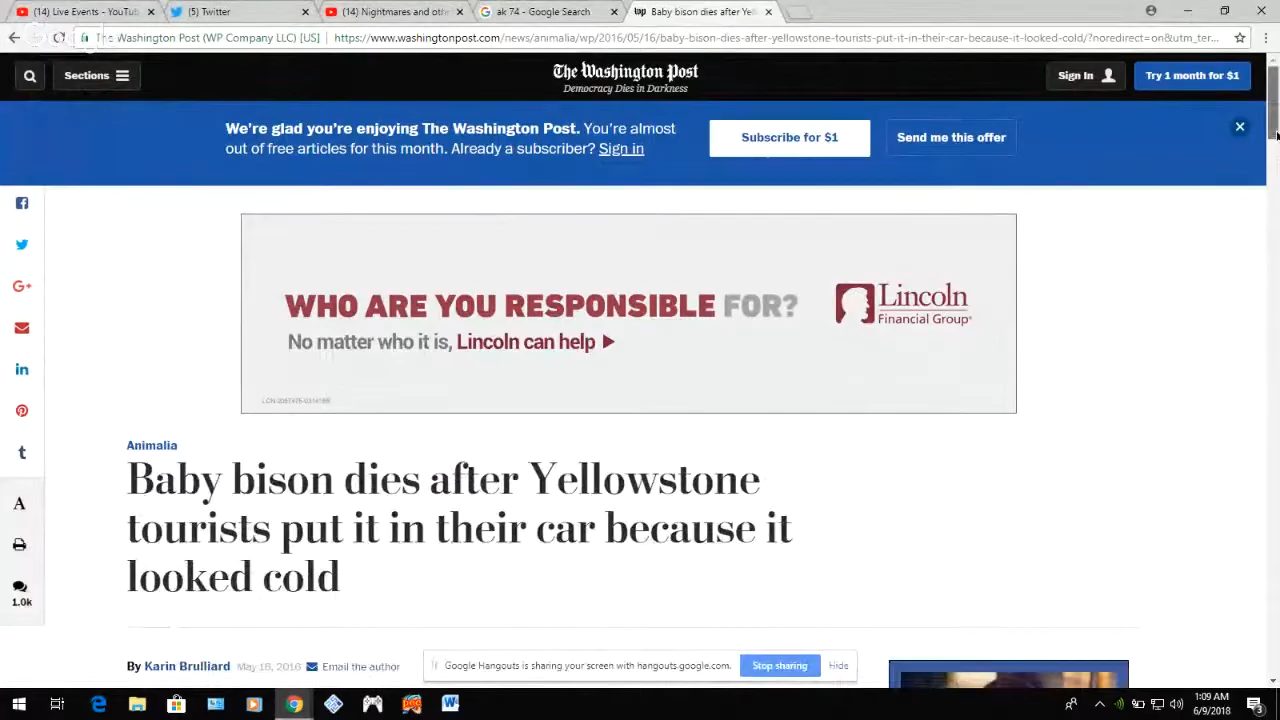 (14) Live Events - YouTub
(5) Twitter
(14) Nightmares and othe
ak 74 - Google Search
Baby bison dies after Yell
Washington Post (WP Company LLC) [US]
https://www.washingtonpost.com/news/animalia/wp/2016/05/16/baby-bison-dies-after-yellowstone-tourists-put-it-in-their-car-because-it-looked-cold/?noredirect=on&utm_ter...
Sections
The Washington Post
Democracy Dies in Darkness
Sign In
Try 1 month for $1
We're glad you're enjoying The Washington Post. You're almost
out of free articles for this month. Already a subscriber? Sign in
Subscribe for $1
Send me this offer
WHO ARE YOU RESPONSIBLE FOR?
No matter who it is, Lincoln can help
Lincoln
Financial Group®
Animalia
Baby bison dies after Yellowstone
tourists put it in their car because it
looked cold
A
1.0k
By Karin Brulliard May 16, 2016 Email the author
Google Hangouts is sharing your screen with hangouts.google.com.
Stop sharing
Hide
1:09 AM
6/9/2018